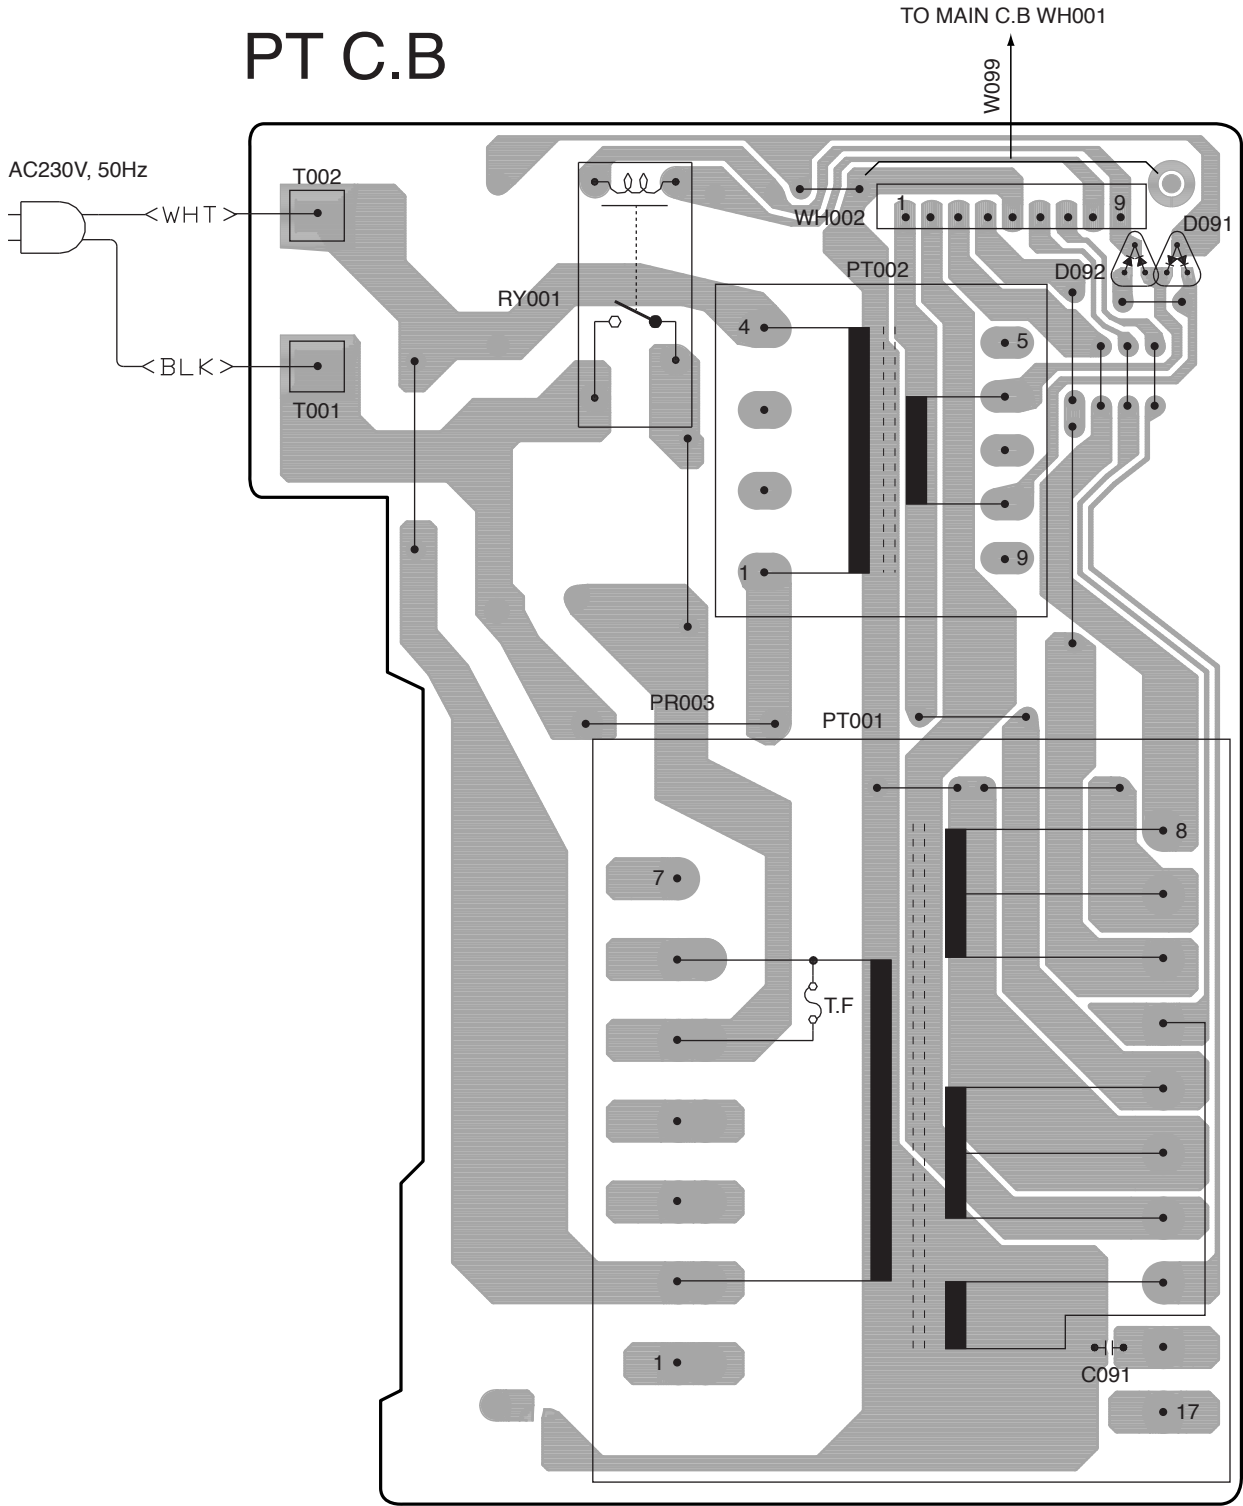 TO MAIN C.B WH001
PT C.B
W099
AC230V, 50Hz
T002
WHT
WH002
1
9
D091
D092
PT002
RY001
4
5
BLK
T001
1
9
PR003
PT001
8
7
T.F
1
C091
17